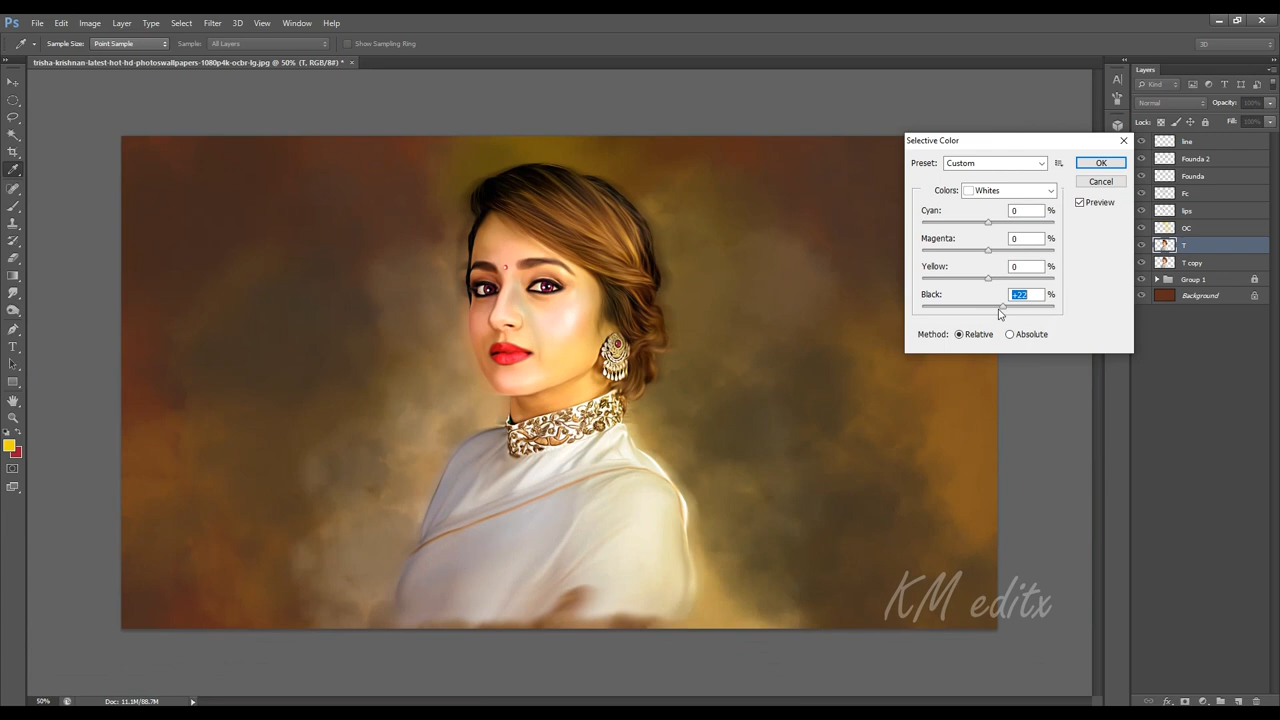 Ps File Edit Image Layer Type Select Filter 3D View Window Help
Sample Size: Point Sample Sample: All Layers Show Sampling Ring 3D
trisha-krishnan-latest-hot-hd-photoswallpapers-1080p4k-ocbr-lg.jpg @ 50% (T, RGB/8#) * ×
Layers
Kind
Normal Opacity: 100%
Lock: Fill: 100%
line
Founda 2
Founda
Fc
lips
OC
T
T copy
Group 1
Background
Selective Color
Preset: Custom OK
Cancel
Colors: Whites
Preview
Cyan: 0 %
Magenta: 0 %
Yellow: 0 %
Black: +22 %
Method: Relative Absolute
KM editx
50% Doc: 11.1M/88.7M